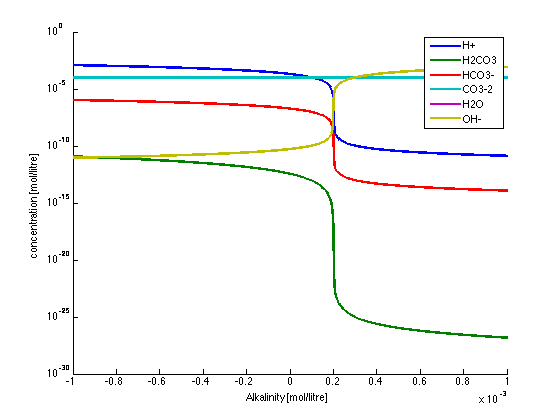 10^0
10^-5
10^-10
10^-15
10^-20
10^-25
10^-30
concentration [mol/litre]
H+
H2CO3
HCO3-
CO3-2
H2O
OH-
-1 -0.8 -0.6 -0.4 -0.2 0 0.2 0.4 0.6 0.8 1
Alkalinity [mol/litre]
x 10^-3